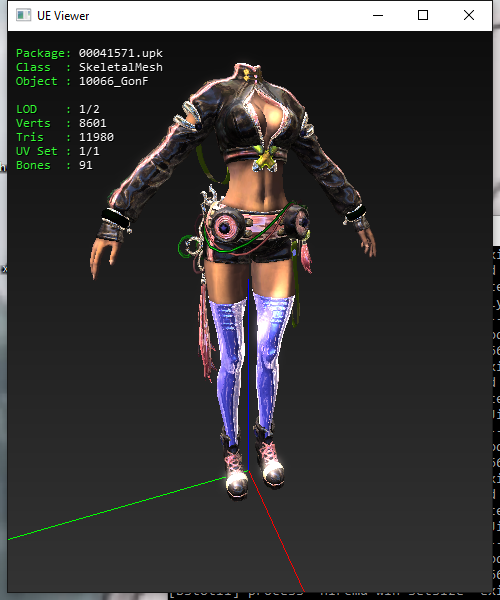 UE Viewer
Package: 00041571.upk
Class : SkeletalMesh
Object : 10066_GonF
LOD : 1/2
Verts : 8601
Tris : 11980
UV Set : 1/1
Bones : 91